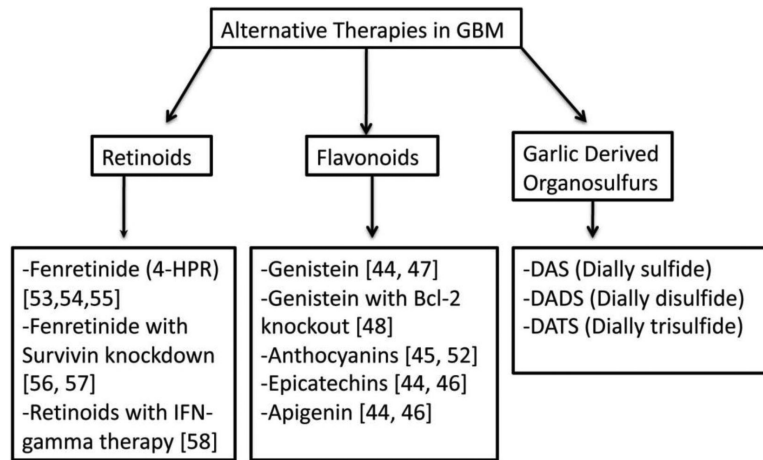 Alternative Therapies in GBM
Retinoids
Flavonoids
Garlic Derived
Organosulfurs
-Fenretinide (4-HPR)
[53,54,55]
-Fenretinide with
Survivin knockdown
[56, 57]
-Retinoids with IFN-
gamma therapy [58]
-Genistein [44, 47]
-Genistein with Bcl-2
knockout [48]
-Anthocyanins [45, 52]
-Epicatechins [44, 46]
-Apigenin [44, 46]
-DAS (Dially sulfide)
-DADS (Dially disulfide)
-DATS (Dially trisulfide)